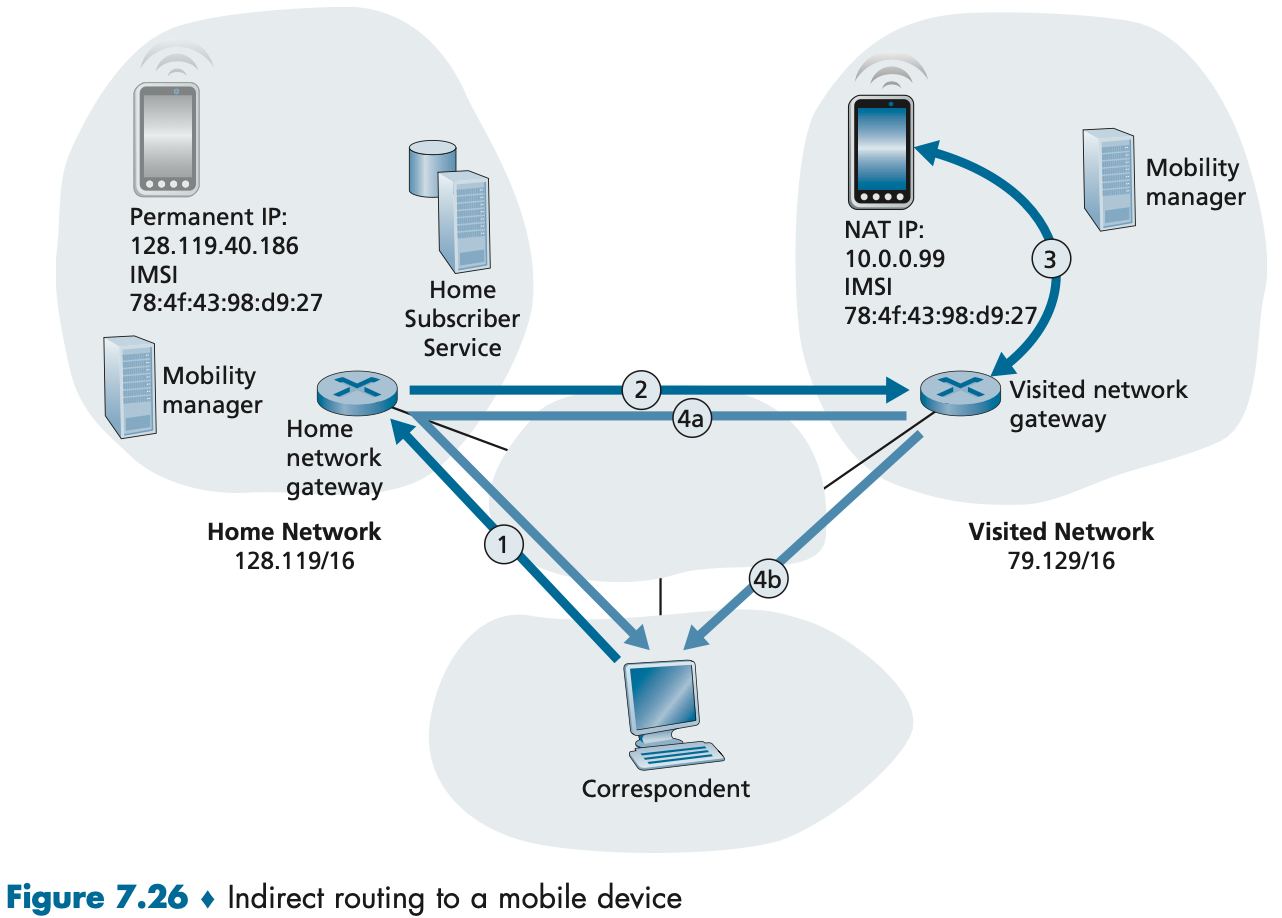 Permanent IP:
128.119.40.186
IMSI
78:4f:43:98:d9:27
Home
Subscriber
Service
Mobility
manager
Home
network
gateway
Home Network
128.119/16
NAT IP:
10.0.0.99
IMSI
78:4f:43:98:d9:27
Mobility
manager
3
Visited network
gateway
Visited Network
79.129/16
2
4a
1
4b
Correspondent
Figure 7.26 ♦ Indirect routing to a mobile device